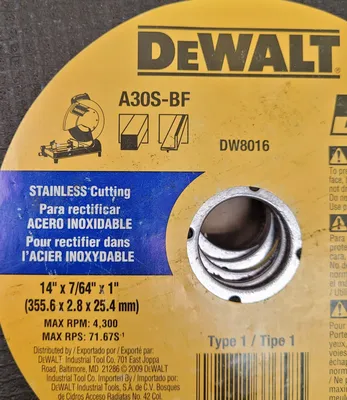 DEWALT
A30S-BF
DW8016
STAINLESS Cutting
Para rectificar
ACERO INOXIDABLE
Pour rectifier dans
l'ACIER INOXYDABLE
14" x 7/64" x 1"
(355.6 x 2.8 x 25.4 mm)
MAX RPM: 4,300
MAX RPS: 71.67S⁻¹
Type 1 / Tipo 1
Distributed by / Exportado por / Exporté par:
DeWALT Industrial Tool Co. 701 East Joppa
Road, Baltimore, MD 21286 © 2009 DeWALT
Industrial Tool Co. Imported by / Importado por:
DeWALT Industrial Tool, S.A. de C.V. Bosques
de Cidros Acceso Radiatas No. 42 Col.